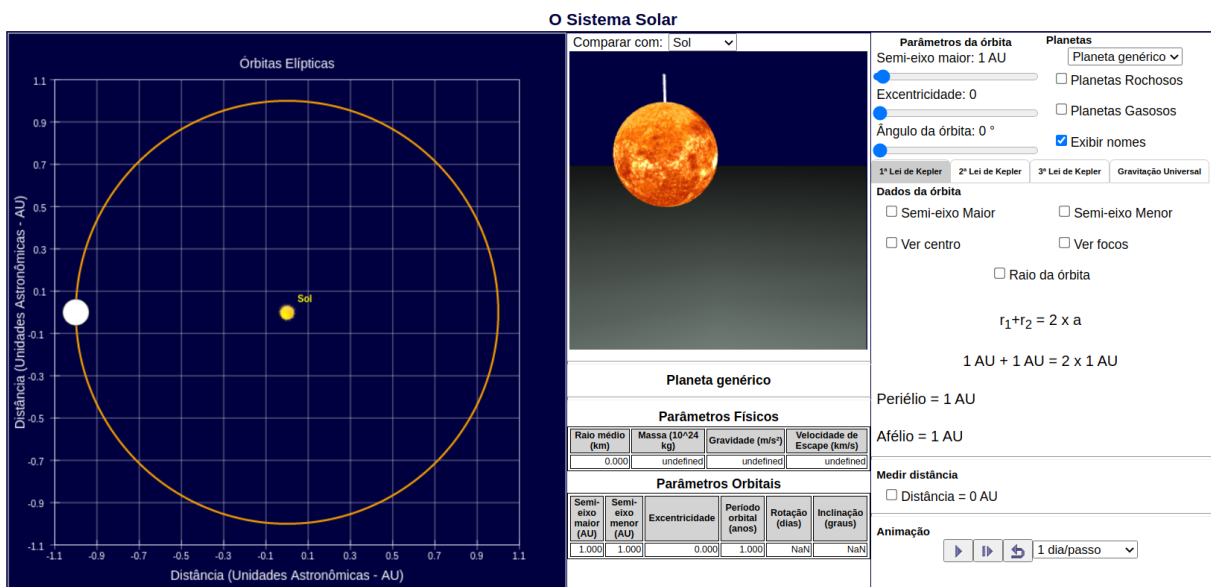 O Sistema Solar
Órbitas Elípticas
1.1
0.9
0.7
0.5
0.3
0.1
-0.1
-0.3
-0.5
-0.7
-0.9
-1.1
-1.1 -0.9 -0.7 -0.5 -0.3 -0.1 0.1 0.3 0.5 0.7 0.9 1.1
Distância (Unidades Astronômicas - AU)
Distância (Unidades Astronômicas - AU)
Sol
Comparar com: Sol
Planeta genérico
Parâmetros Físicos
Raio médio (km) Massa (10^24 kg) Gravidade (m/s²) Velocidade de Escape (km/s)
0.000 undefined undefined undefined
Parâmetros Orbitais
Semi-eixo maior (AU) Semi-eixo menor (AU) Excentricidade Período orbital (anos) Rotação (dias) Inclinação (graus)
1.000 1.000 0.000 1.000 NaN NaN
Parâmetros da órbita
Semi-eixo maior: 1 AU
Excentricidade: 0
Ângulo da órbita: 0 °
Planetas
Planeta genérico
Planetas Rochosos
Planetas Gasosos
Exibir nomes
1ª Lei de Kepler 2ª Lei de Kepler 3ª Lei de Kepler Gravitação Universal
Dados da órbita
Semi-eixo Maior Semi-eixo Menor
Ver centro Ver focos
Raio da órbita
r1+r2 = 2 x a
1 AU + 1 AU = 2 x 1 AU
Periélio = 1 AU
Afélio = 1 AU
Medir distância
Distância = 0 AU
Animação
1 dia/passo